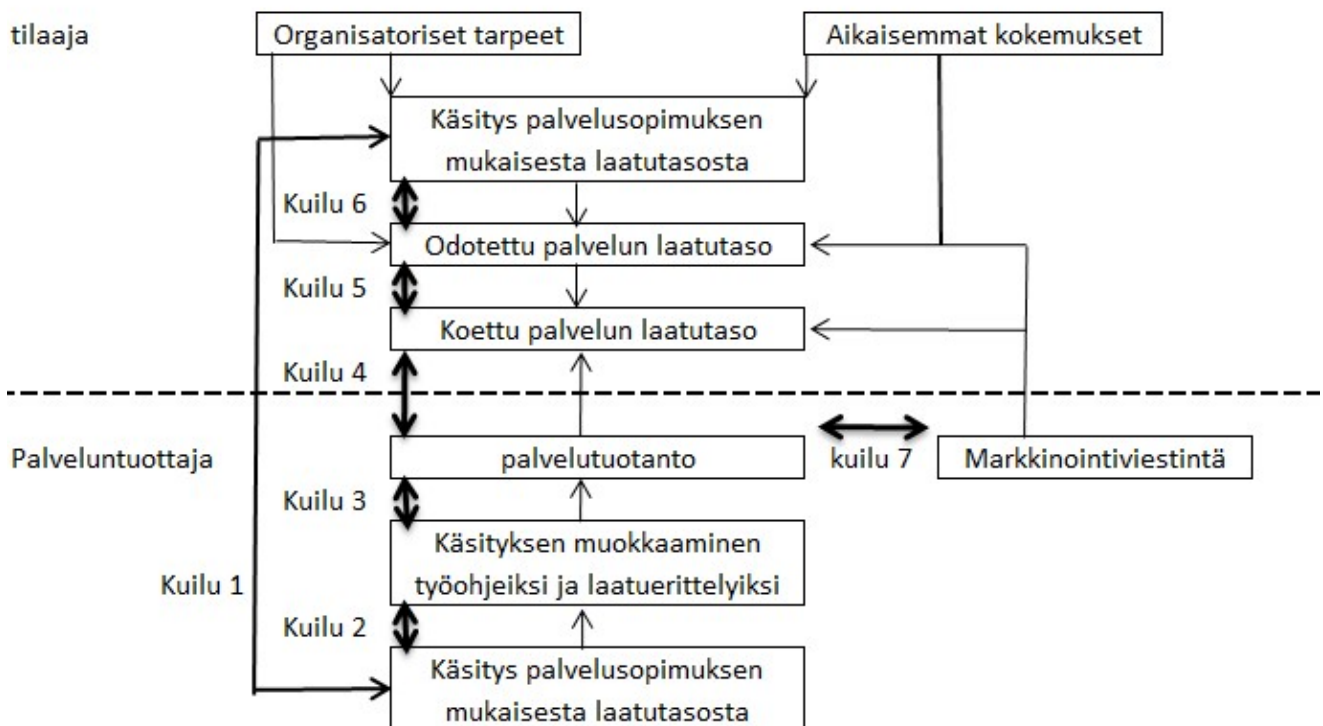 tilaaja
Organisatoriset tarpeet
Aikaisemmat kokemukset
Käsitys palvelusopimuksen
mukaisesta laatutasosta
Kuilu 6
Odotettu palvelun laatutaso
Kuilu 5
Koettu palvelun laatutaso
Kuilu 4
Palveluntuottaja
palvelutuotanto
kuilu 7
Markkinointiviestintä
Kuilu 3
Käsityksen muokkaaminen
työohjeiksi ja laatuerittelyiksi
Kuilu 1
Kuilu 2
Käsitys palvelusopimuksen
mukaisesta laatutasosta